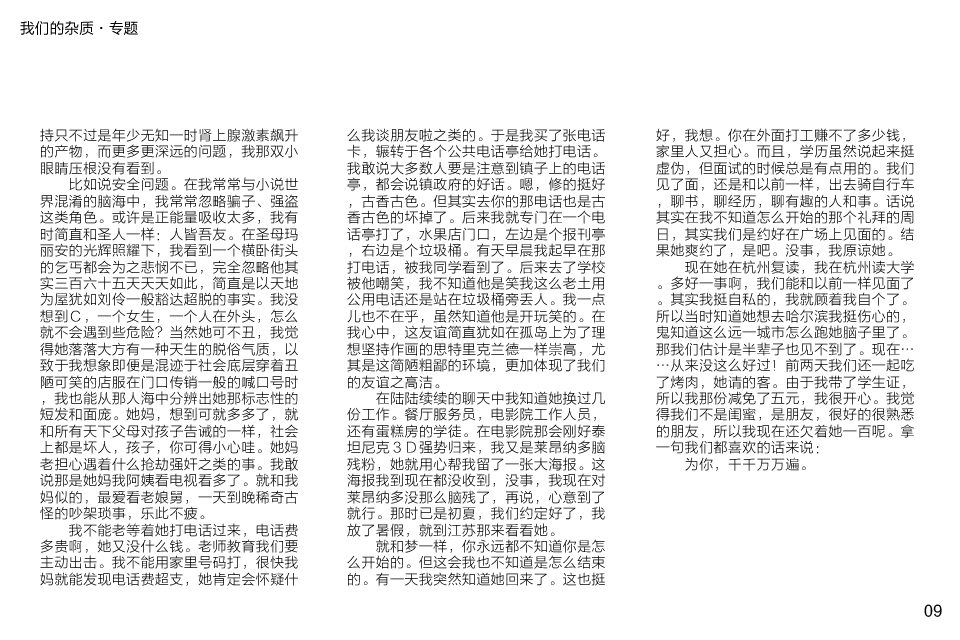 我们的杂质·专题
持只不过是年少无知一时肾上腺激素飙升
的产物，而更多更深远的问题，我那双小
眼睛压根没有看到。
比如说安全问题。在我常常与小说世
界混淆的脑海中，我常常忽略骗子、强盗
这类角色。或许是正能量吸收太多，我有
时简直和圣人一样：人皆吾友。在圣母玛
丽安的光辉照耀下，我看到一个横卧街头
的乞丐都会为之悲悯不已，完全忽略他其
实三百六十五天天天如此，简直是以天地
为屋犹如刘伶一般豁达超脱的事实。我没
想到C，一个女生，一个人在外头，怎么
就不会遇到些危险？当然她可不丑，我觉
得她落落大方有一种天生的脱俗气质，以
致于我想象即便是混迹于社会底层穿着丑
陋可笑的店服在门口传销一般的喊口号时
，我也能从那人海中分辨出她那标志性的
短发和面庞。她妈，想到可就多多了，就
和所有天下父母对孩子告诫的一样，社会
上都是坏人，孩子，你可得小心哇。她妈
老担心遇着什么抢劫强奸之类的事。我敢
说那是她妈我阿姨看电视看多了。就和我
妈似的，最爱看老娘舅，一天到晚稀奇古
怪的吵架琐事，乐此不疲。
我不能老等着她打电话过来，电话费
多贵啊，她又没什么钱。老师教育我们要
主动出击。我不能用家里号码打，很快我
妈就能发现电话费超支，她肯定会怀疑什
么我谈朋友啦之类的。于是我买了张电话
卡，辗转于各个公共电话亭给她打电话。
我敢说大多数人要是注意到镇子上的电话
亭，都会说镇政府的好话。嗯，修的挺好
，古香古色。但其实去你的那电话也是古
香古色的坏掉了。后来我就专门在一个电
话亭打了，水果店门口，左边是个报刊亭
，右边是个垃圾桶。有天早晨我起早在那
打电话，被我同学看到了。后来去了学校
被他嘲笑，我不知道他是笑我这么老土用
公用电话还是站在垃圾桶旁丢人。我一点
儿也不在乎，虽然知道他是开玩笑的。在
我心中，这友谊简直犹如在孤岛上为了理
想坚持作画的思特里克兰德一样崇高，尤
其是这简陋粗鄙的环境，更加体现了我们
的友谊之高洁。
在陆陆续续的聊天中我知道她换过几
份工作。餐厅服务员，电影院工作人员，
还有蛋糕房的学徒。在电影院那会刚好泰
坦尼克3D强势归来，我又是莱昂纳多脑
残粉，她就用心帮我留了一张大海报。这
海报我到现在都没收到，没事，我现在对
莱昂纳多没那么脑残了，再说，心意到了
就行。那时已是初夏，我们约定好了，我
放了暑假，就到江苏那来看看她。
就和梦一样，你永远都不知道你是怎
么开始的。但这会我也不知道是怎么结束
的。有一天我突然知道她回来了。这也挺
好，我想。你在外面打工赚不了多少钱，
家里人又担心。而且，学历虽然说起来挺
虚伪，但面试的时候总是有点用的。我们
见了面，还是和以前一样，出去骑自行车
，聊书，聊经历，聊有趣的人和事。话说
其实在我不知道怎么开始的那个礼拜的周
日，其实我们是约好在广场上见面的。结
果她爽约了，是吧。没事，我原谅她。
现在她在杭州复读，我在杭州读大学
。多好一事啊，我们能和以前一样见面了
。其实我挺自私的，我就顾着我自个了。
所以当时知道她想去哈尔滨我挺伤心的，
鬼知道这么远一城市怎么跑她脑子里了。
那我们估计是半辈子也见不到了。现在…
…从来没这么好过！前两天我们还一起吃
了烤肉，她请的客。由于我带了学生证，
所以我那份减免了五元，我很开心。我觉
得我们不是闺蜜，是朋友，很好的很熟悉
的朋友，所以我现在还欠着她一百呢。拿
一句我们都喜欢的话来说：
为你，千千万万遍。
09